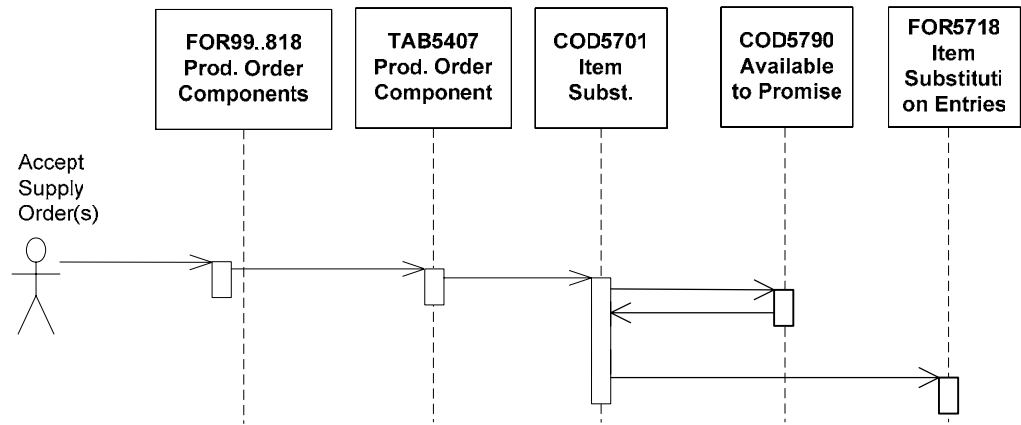 FOR99..818
Prod. Order
Components
TAB5407
Prod. Order
Component
COD5701
Item
Subst.
COD5790
Available
to Promise
FOR5718
Item
Substituti
on Entries
Accept
Supply
Order(s)